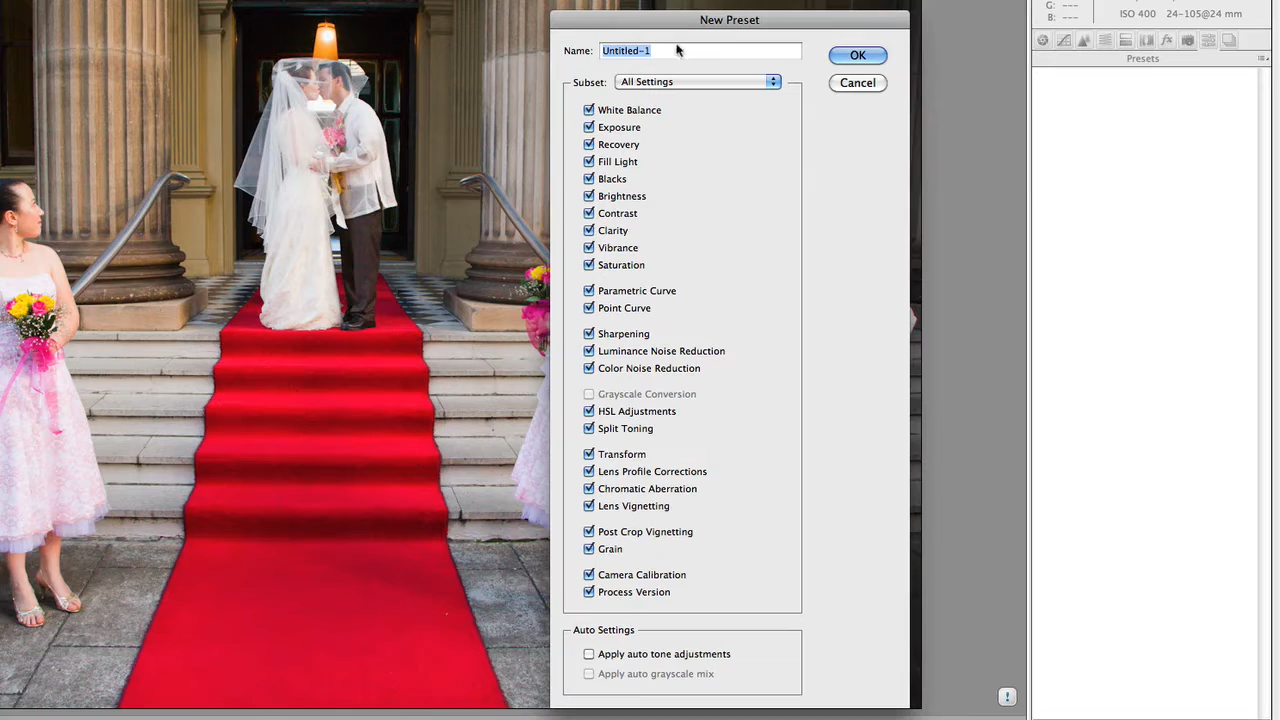 New Preset
Name: Untitled-1
OK
Subset: All Settings
Cancel
White Balance
Exposure
Recovery
Fill Light
Blacks
Brightness
Contrast
Clarity
Vibrance
Saturation
Parametric Curve
Point Curve
Sharpening
Luminance Noise Reduction
Color Noise Reduction
Grayscale Conversion
HSL Adjustments
Split Toning
Transform
Lens Profile Corrections
Chromatic Aberration
Lens Vignetting
Post Crop Vignetting
Grain
Camera Calibration
Process Version
Auto Settings
Apply auto tone adjustments
Apply auto grayscale mix
G: ---
B: ---
ISO 400 24-105@24 mm
fx
Presets